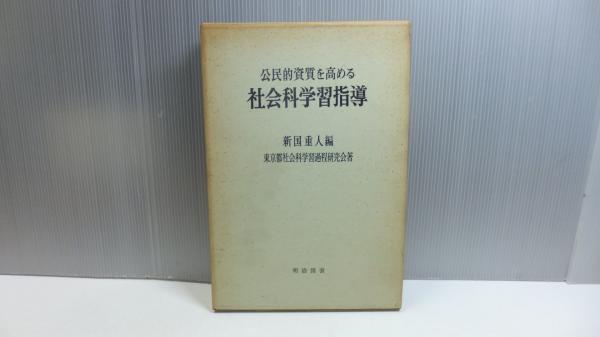 公民的資質を高める
社会科学習指導
新国重人編
東京都社会科学習過程研究会著
明治図書